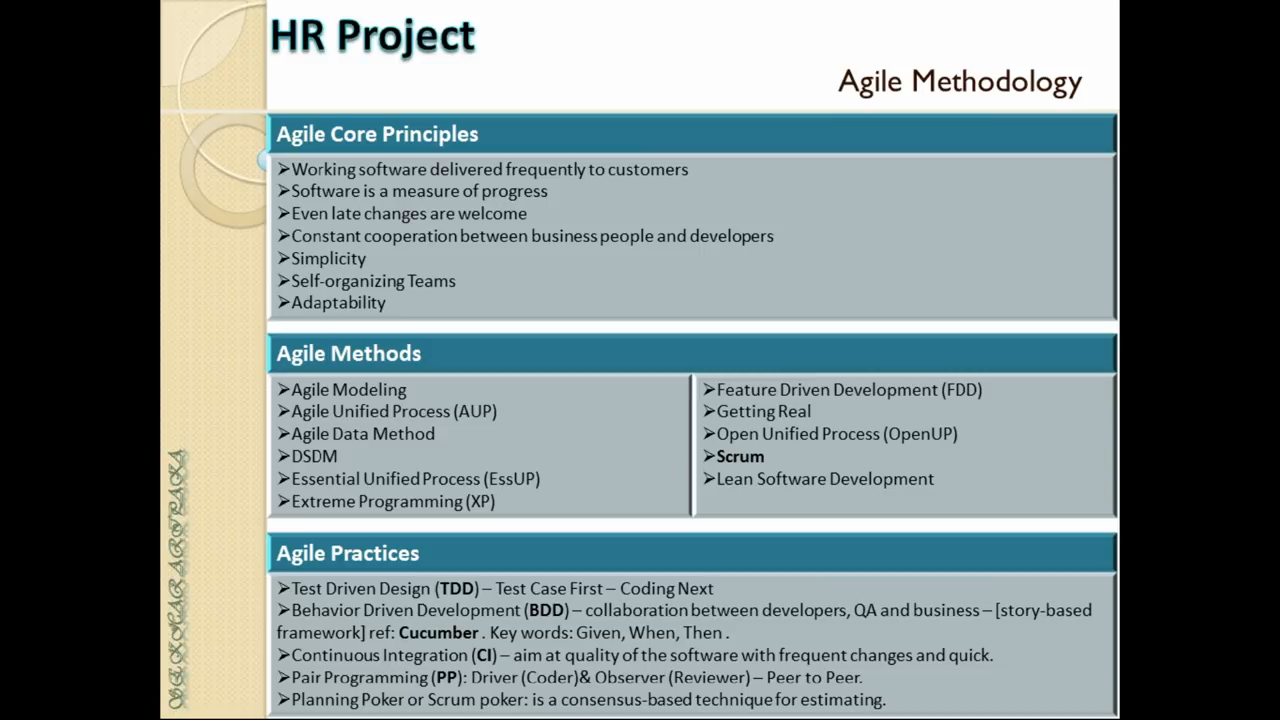 HR Project
Agile Methodology
Agile Core Principles
➢Working software delivered frequently to customers
➢Software is a measure of progress
➢Even late changes are welcome
➢Constant cooperation between business people and developers
➢Simplicity
➢Self-organizing Teams
➢Adaptability
Agile Methods
➢Agile Modeling
➢Agile Unified Process (AUP)
➢Agile Data Method
➢DSDM
➢Essential Unified Process (EssUP)
➢Extreme Programming (XP)
➢Feature Driven Development (FDD)
➢Getting Real
➢Open Unified Process (OpenUP)
➢Scrum
➢Lean Software Development
Agile Practices
➢Test Driven Design (TDD) – Test Case First – Coding Next
➢Behavior Driven Development (BDD) – collaboration between developers, QA and business – [story-based
framework] ref: Cucumber . Key words: Given, When, Then .
➢Continuous Integration (CI) – aim at quality of the software with frequent changes and quick.
➢Pair Programming (PP): Driver (Coder)& Observer (Reviewer) – Peer to Peer.
➢Planning Poker or Scrum poker: is a consensus-based technique for estimating.